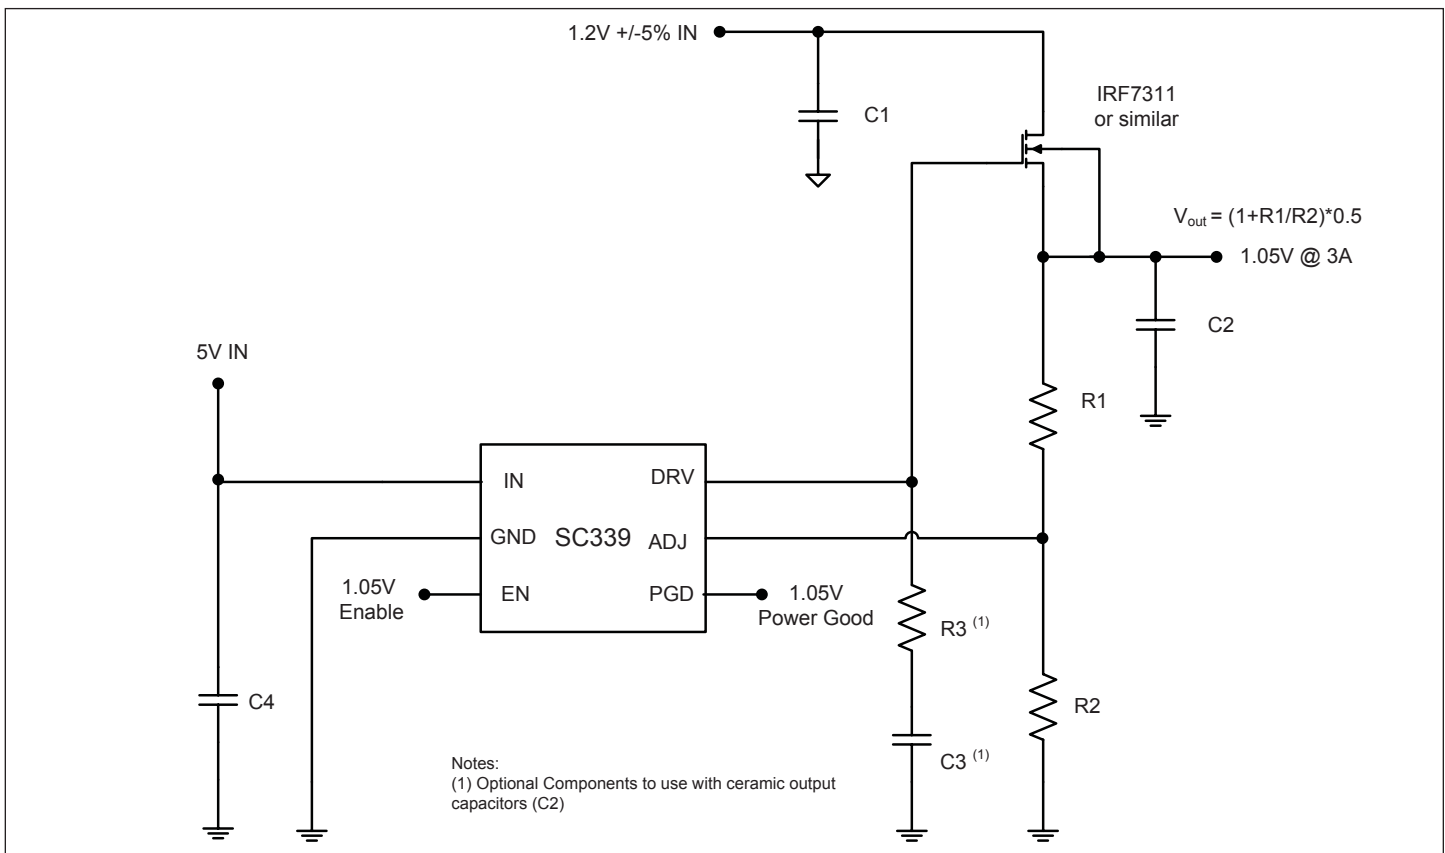 1.2V +/-5% IN
C1
IRF7311
or similar
Vout = (1+R1/R2)*0.5
1.05V @ 3A
C2
5V IN
R1
IN
DRV
GND
SC339
ADJ
1.05V
Enable
EN
PGD
1.05V
Power Good
R3 (1)
C4
R2
C3 (1)
Notes:
(1) Optional Components to use with ceramic output
capacitors (C2)